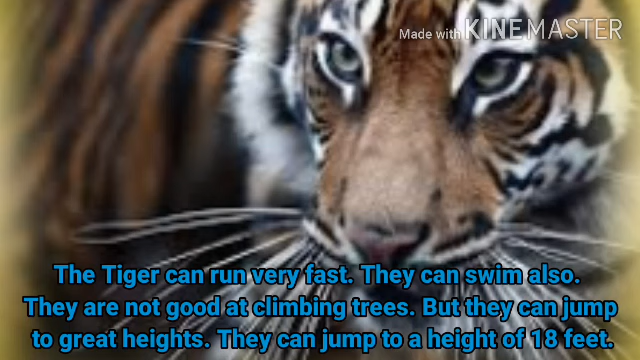 Made with KINEMASTER
The Tiger can run very fast. They can swim also.
They are not good at climbing trees. But they can jump
to great heights. They can jump to a height of 18 feet.